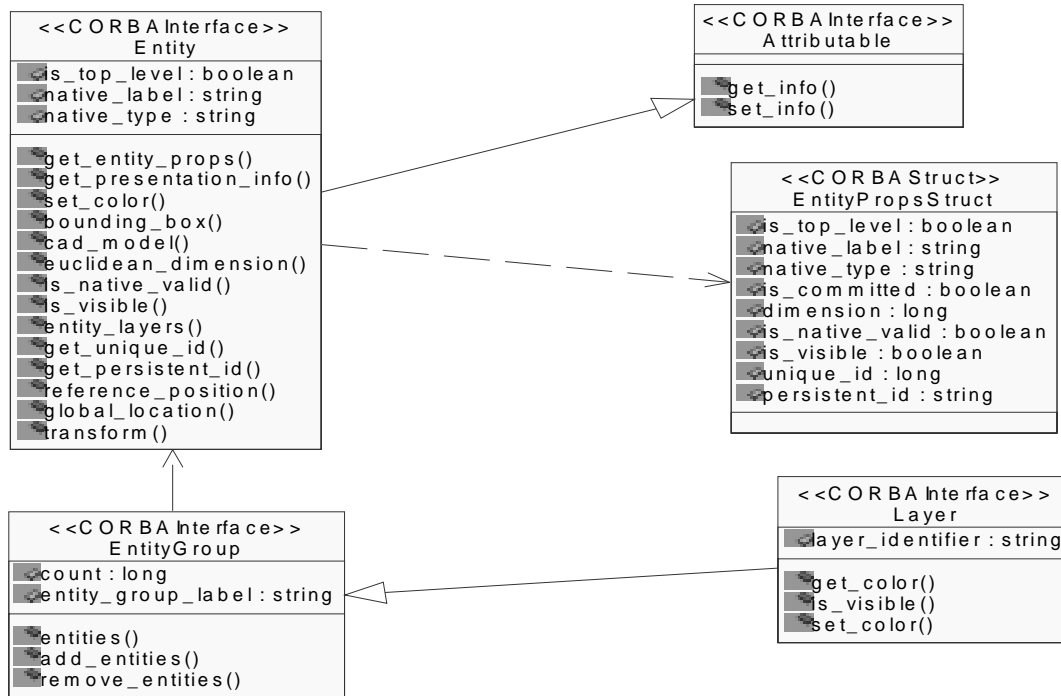 <<CORBAInterface>>
Entity
is_top_level : boolean
native_label : string
native_type : string
get_entity_props()
get_presentation_info()
set_color()
bounding_box()
cad_model()
euclidean_dimension()
is_native_valid()
is_visible()
entity_layers()
get_unique_id()
get_persistent_id()
reference_position()
global_location()
transform()
<<CORBAInterface>>
Attributable
get_info()
set_info()
<<CORBAStruct>>
EntityPropsStruct
is_top_level : boolean
native_label : string
native_type : string
is_committed : boolean
dimension : long
is_native_valid : boolean
is_visible : boolean
unique_id : long
persistent_id : string
<<CORBAInterface>>
EntityGroup
count : long
entity_group_label : string
entities()
add_entities()
remove_entities()
<<CORBAInterface>>
Layer
layer_identifier : string
get_color()
is_visible()
set_color()